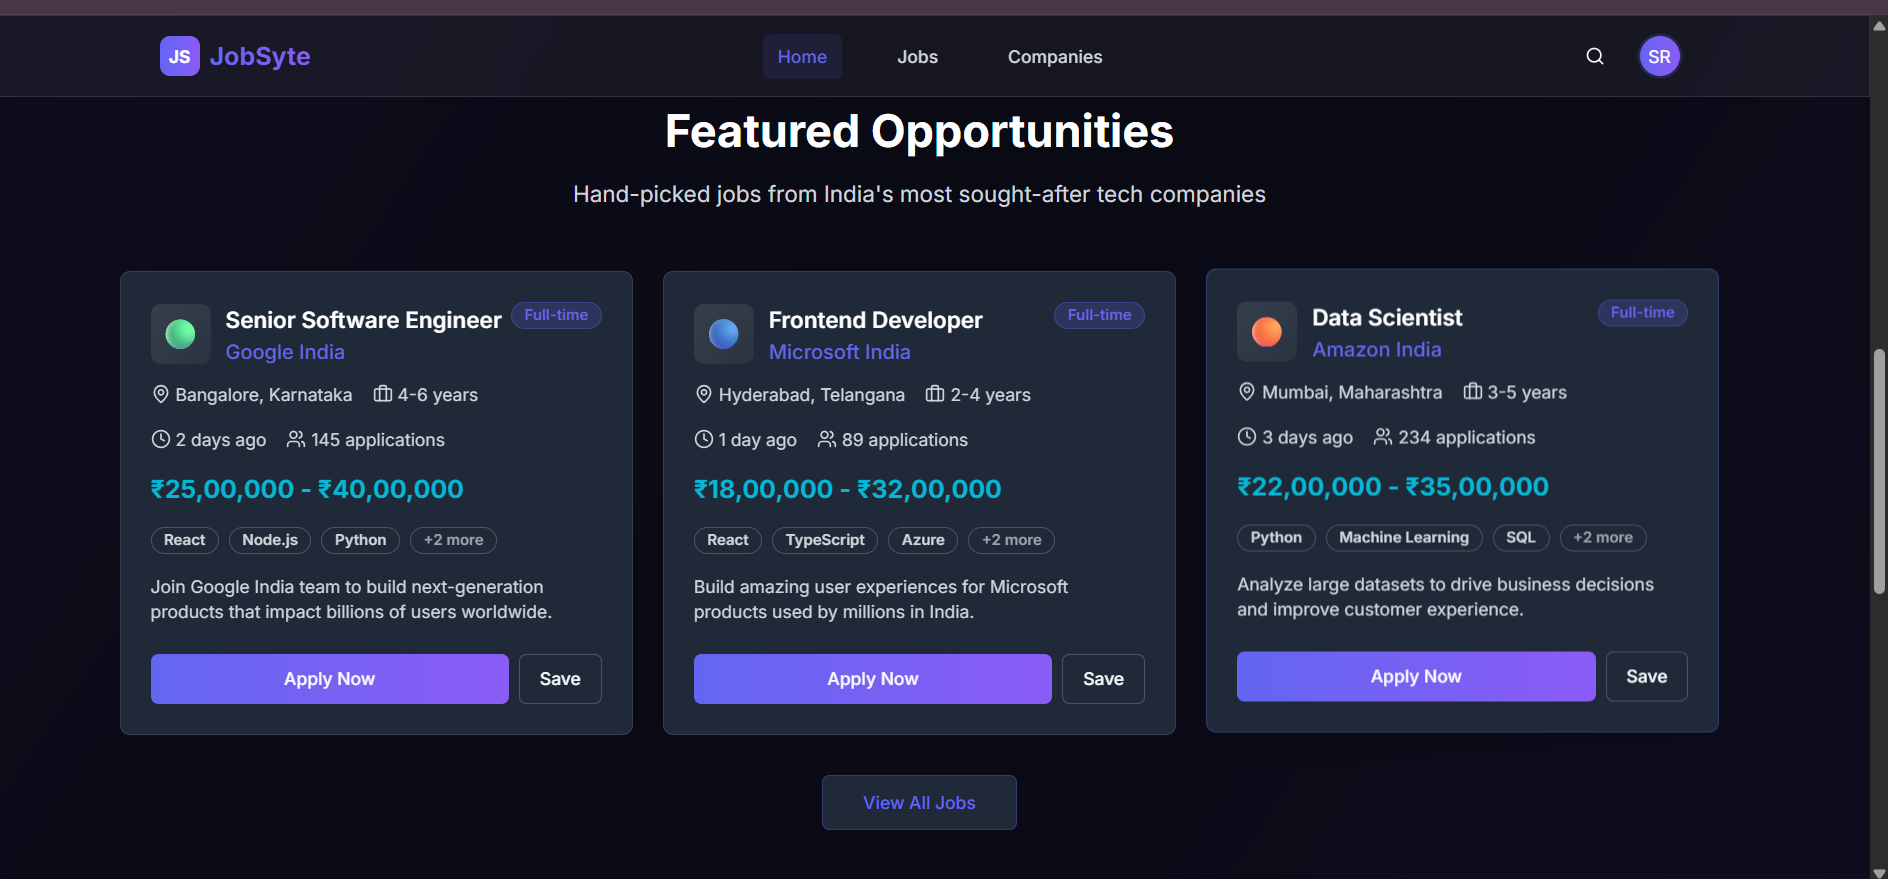 JS JobSyte
Home Jobs Companies
SR
Featured Opportunities
Hand-picked jobs from India's most sought-after tech companies
Senior Software Engineer Full-time
Google India
Bangalore, Karnataka 4-6 years
2 days ago 145 applications
₹25,00,000 - ₹40,00,000
React Node.js Python +2 more
Join Google India team to build next-generation
products that impact billions of users worldwide.
Apply Now Save
Frontend Developer Full-time
Microsoft India
Hyderabad, Telangana 2-4 years
1 day ago 89 applications
₹18,00,000 - ₹32,00,000
React TypeScript Azure +2 more
Build amazing user experiences for Microsoft
products used by millions in India.
Apply Now Save
Data Scientist Full-time
Amazon India
Mumbai, Maharashtra 3-5 years
3 days ago 234 applications
₹22,00,000 - ₹35,00,000
Python Machine Learning SQL +2 more
Analyze large datasets to drive business decisions
and improve customer experience.
Apply Now Save
View All Jobs